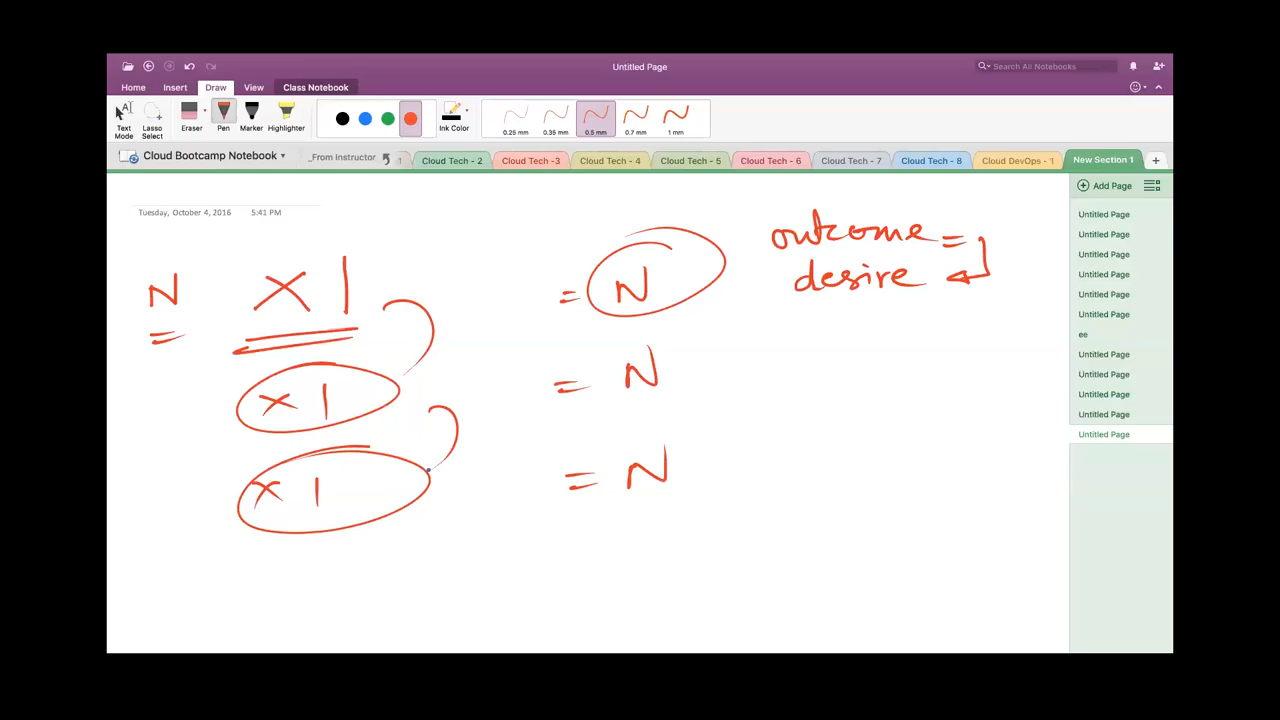 Untitled Page
Search All Notebooks
Home Insert Draw View Class Notebook
Text Mode
Lasso Select
Eraser
Pen
Marker
Highlighter
Ink Color
0.25 mm 0.35 mm 0.5 mm 0.7 mm 1 mm
Cloud Bootcamp Notebook
_From Instructor
1
Cloud Tech - 2
Cloud Tech -3
Cloud Tech - 4
Cloud Tech - 5
Cloud Tech - 6
Cloud Tech - 7
Cloud Tech - 8
Cloud DevOps - 1
New Section 1
+
Add Page
Tuesday, October 4, 2016 5:41 PM
N × 1 = N
=
× 1 = N
× 1 = N
outcome =
desire
Untitled Page
Untitled Page
Untitled Page
Untitled Page
Untitled Page
Untitled Page
ee
Untitled Page
Untitled Page
Untitled Page
Untitled Page
Untitled Page